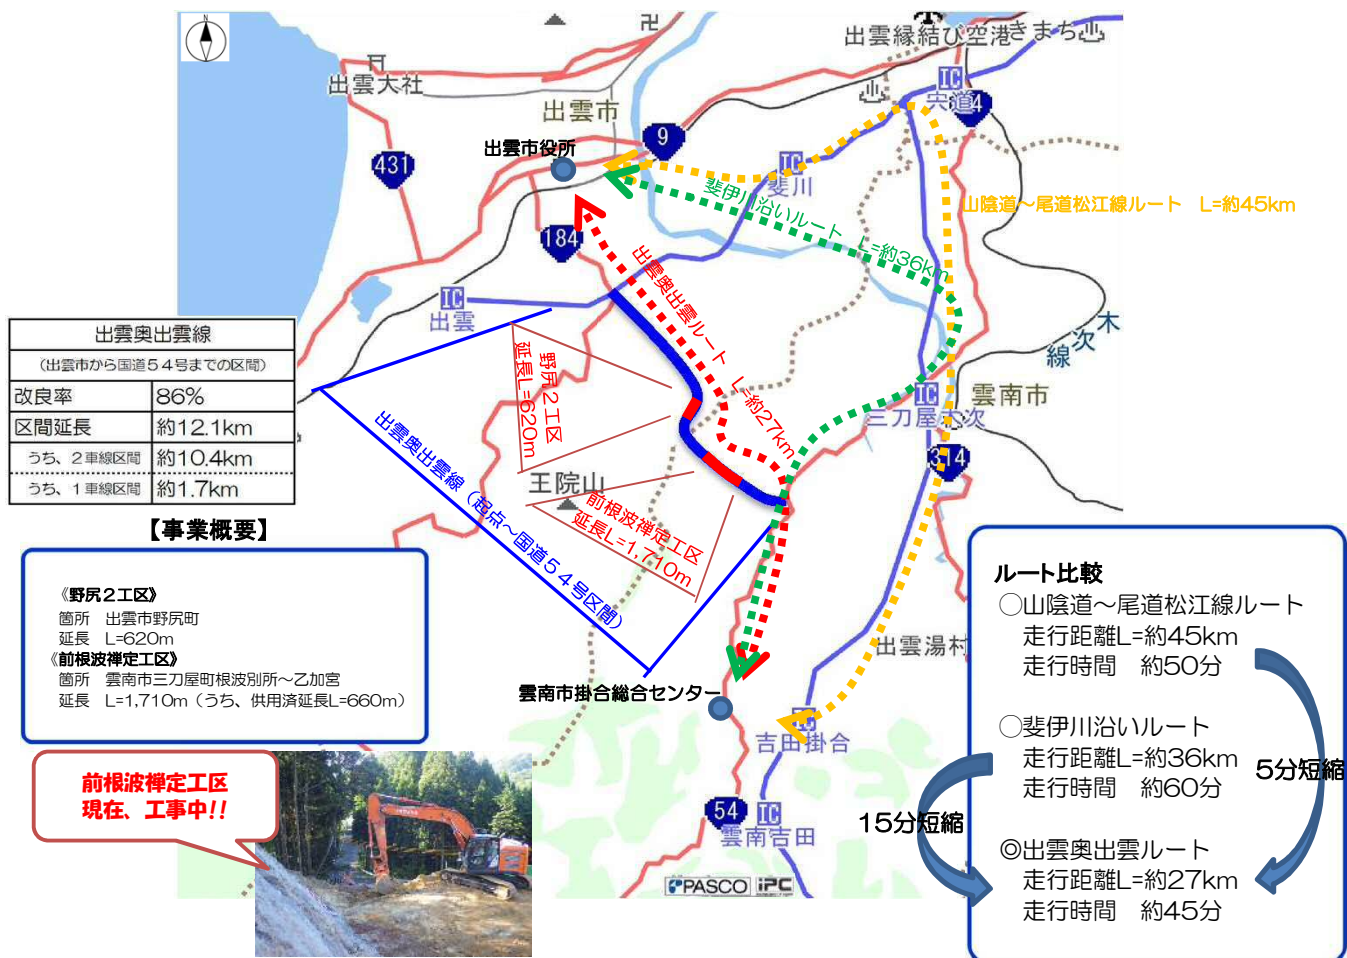 N
出雲大社
出雲市
卍
出雲縁結び空港
きまち
IC
宍道
9
54
431
出雲市役所
IC
斐川
斐伊川沿いルート　L=約36km
山陰道～尾道松江線ルート　L=約45km
184
出雲奥出雲ルート　L=約27km
IC
出雲
木次線
出雲奥出雲線
(出雲市から国道54号までの区間)
改良率　86%
区間延長　約12.1km
うち、2車線区間　約10.4km
うち、1車線区間　約1.7km
野尻2工区
延長L=620m
IC
三刀屋木次
雲南市
314
出雲奥出雲線(起点～国道54号区間)
王院山
前根波禅定工区
延長L=1,710m
【事業概要】
《野尻2工区》
箇所　出雲市野尻町
延長　L=620m
《前根波禅定工区》
箇所　雲南市三刀屋町根波別所～乙加宮
延長　L=1,710m（うち、供用済延長L=660m）
出雲湯村
雲南市掛合総合センター
IC
吉田掛合
54
IC
雲南吉田
PASCO iPC
前根波禅定工区
現在、工事中!!
ルート比較
○山陰道～尾道松江線ルート
走行距離L=約45km
走行時間　約50分
○斐伊川沿いルート
走行距離L=約36km
走行時間　約60分
5分短縮
15分短縮
◎出雲奥出雲ルート
走行距離L=約27km
走行時間　約45分